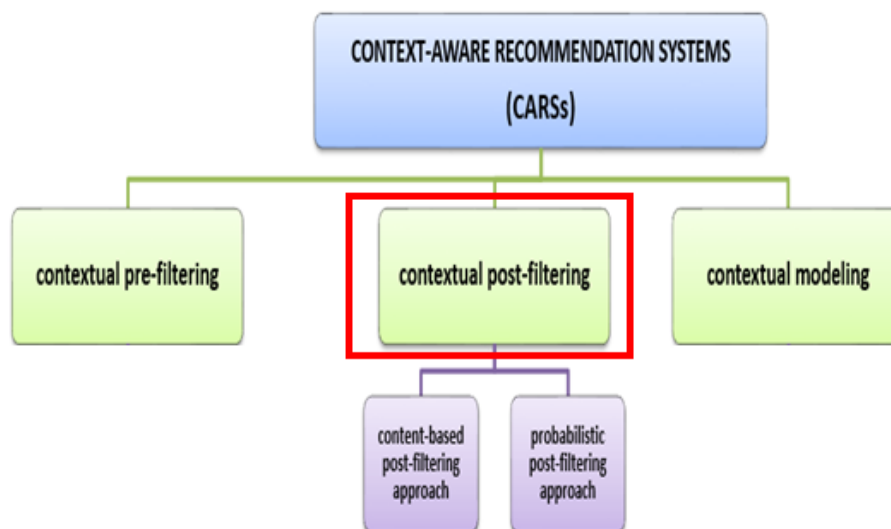 CONTEXT-AWARE RECOMMENDATION SYSTEMS
(CARSs)
contextual pre-filtering
contextual post-filtering
contextual modeling
content-based
post-filtering
approach
probabilistic
post-filtering
approach